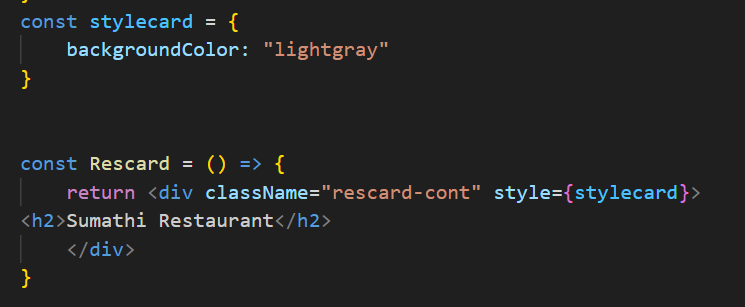 const stylecard = {
    backgroundColor: "lightgray"
}
const Rescard = () => {
    return <div className="rescard-cont" style={stylecard}>
<h2>Sumathi Restaurant</h2>
    </div>
}